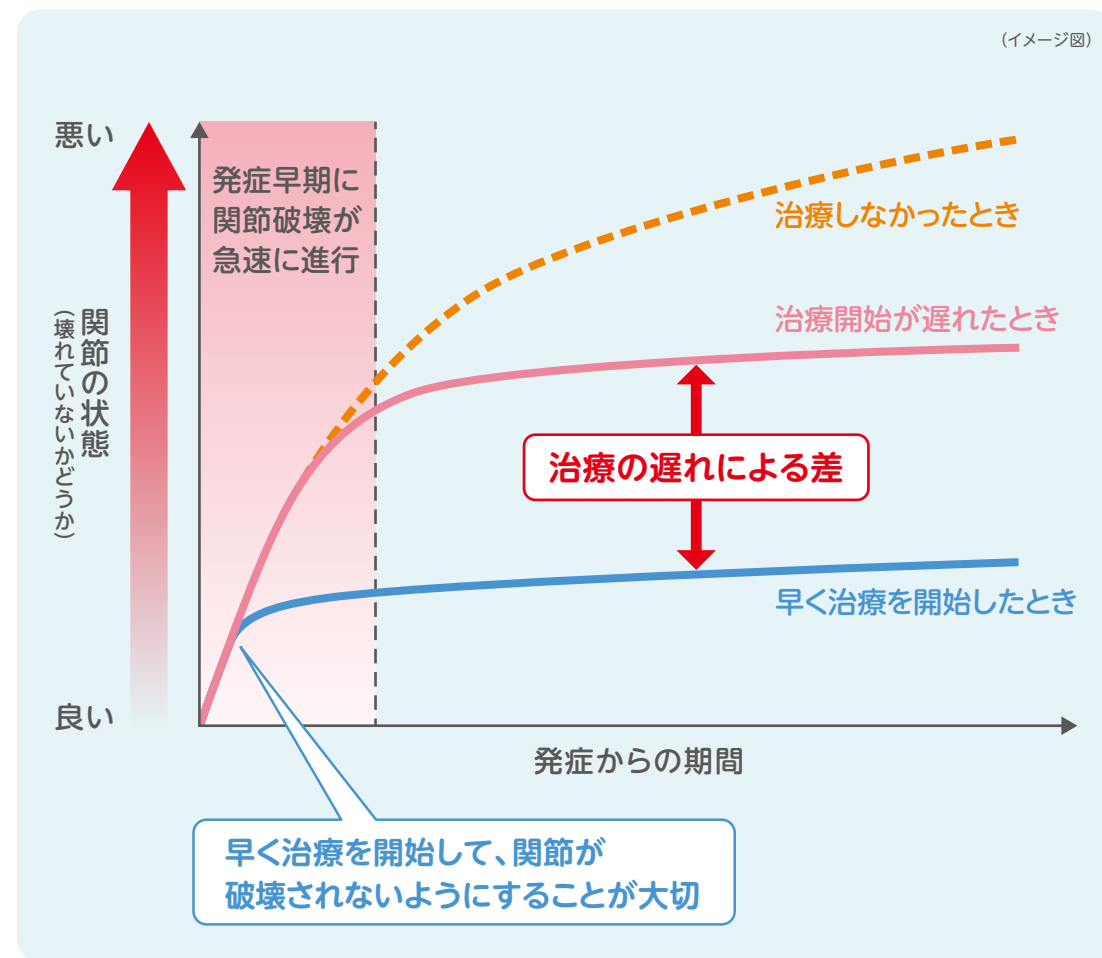 (イメージ図)
悪い
発症早期に
関節破壊が
急速に進行
治療しなかったとき
治療開始が遅れたとき
関節の状態
(壊れていないかどうか)
治療の遅れによる差
早く治療を開始したとき
良い
発症からの期間
早く治療を開始して、関節が
破壊されないようにすることが大切